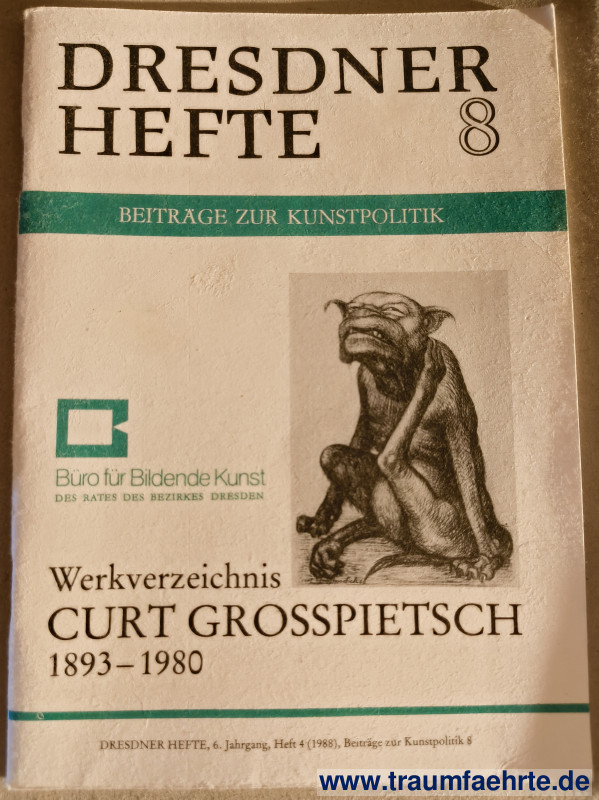 DRESDNER
HEFTE 8
BEITRÄGE ZUR KUNSTPOLITIK
Büro für Bildende Kunst
DES RATES DES BEZIRKES DRESDEN
Werkverzeichnis
CURT GROSSPIETSCH
1893–1980
DRESDNER HEFTE, 6. Jahrgang, Heft 4 (1988), Beiträge zur Kunstpolitik 8
www.traumfaehrte.de